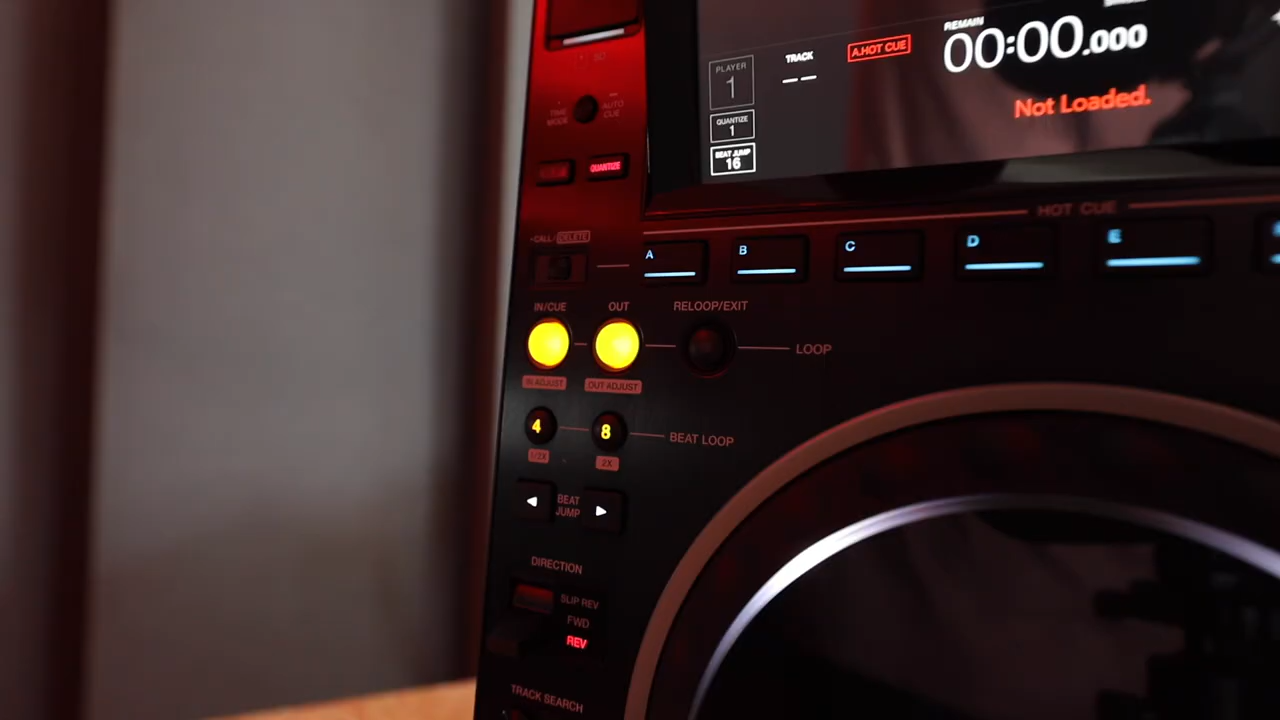 REMAIN
00:00.000
A.HOT CUE
TRACK
-- --
PLAYER
1
Not Loaded.
QUANTIZE
1
BEAT JUMP
16
SD
TIME MODE
AUTO CUE
QUANTIZE
HOT CUE
CALL/DELETE
A B C D E
IN/CUE OUT RELOOP/EXIT
LOOP
IN ADJUST OUT ADJUST
4 8 BEAT LOOP
1/2X 2X
BEAT
JUMP
DIRECTION
SLIP REV
FWD
REV
TRACK SEARCH